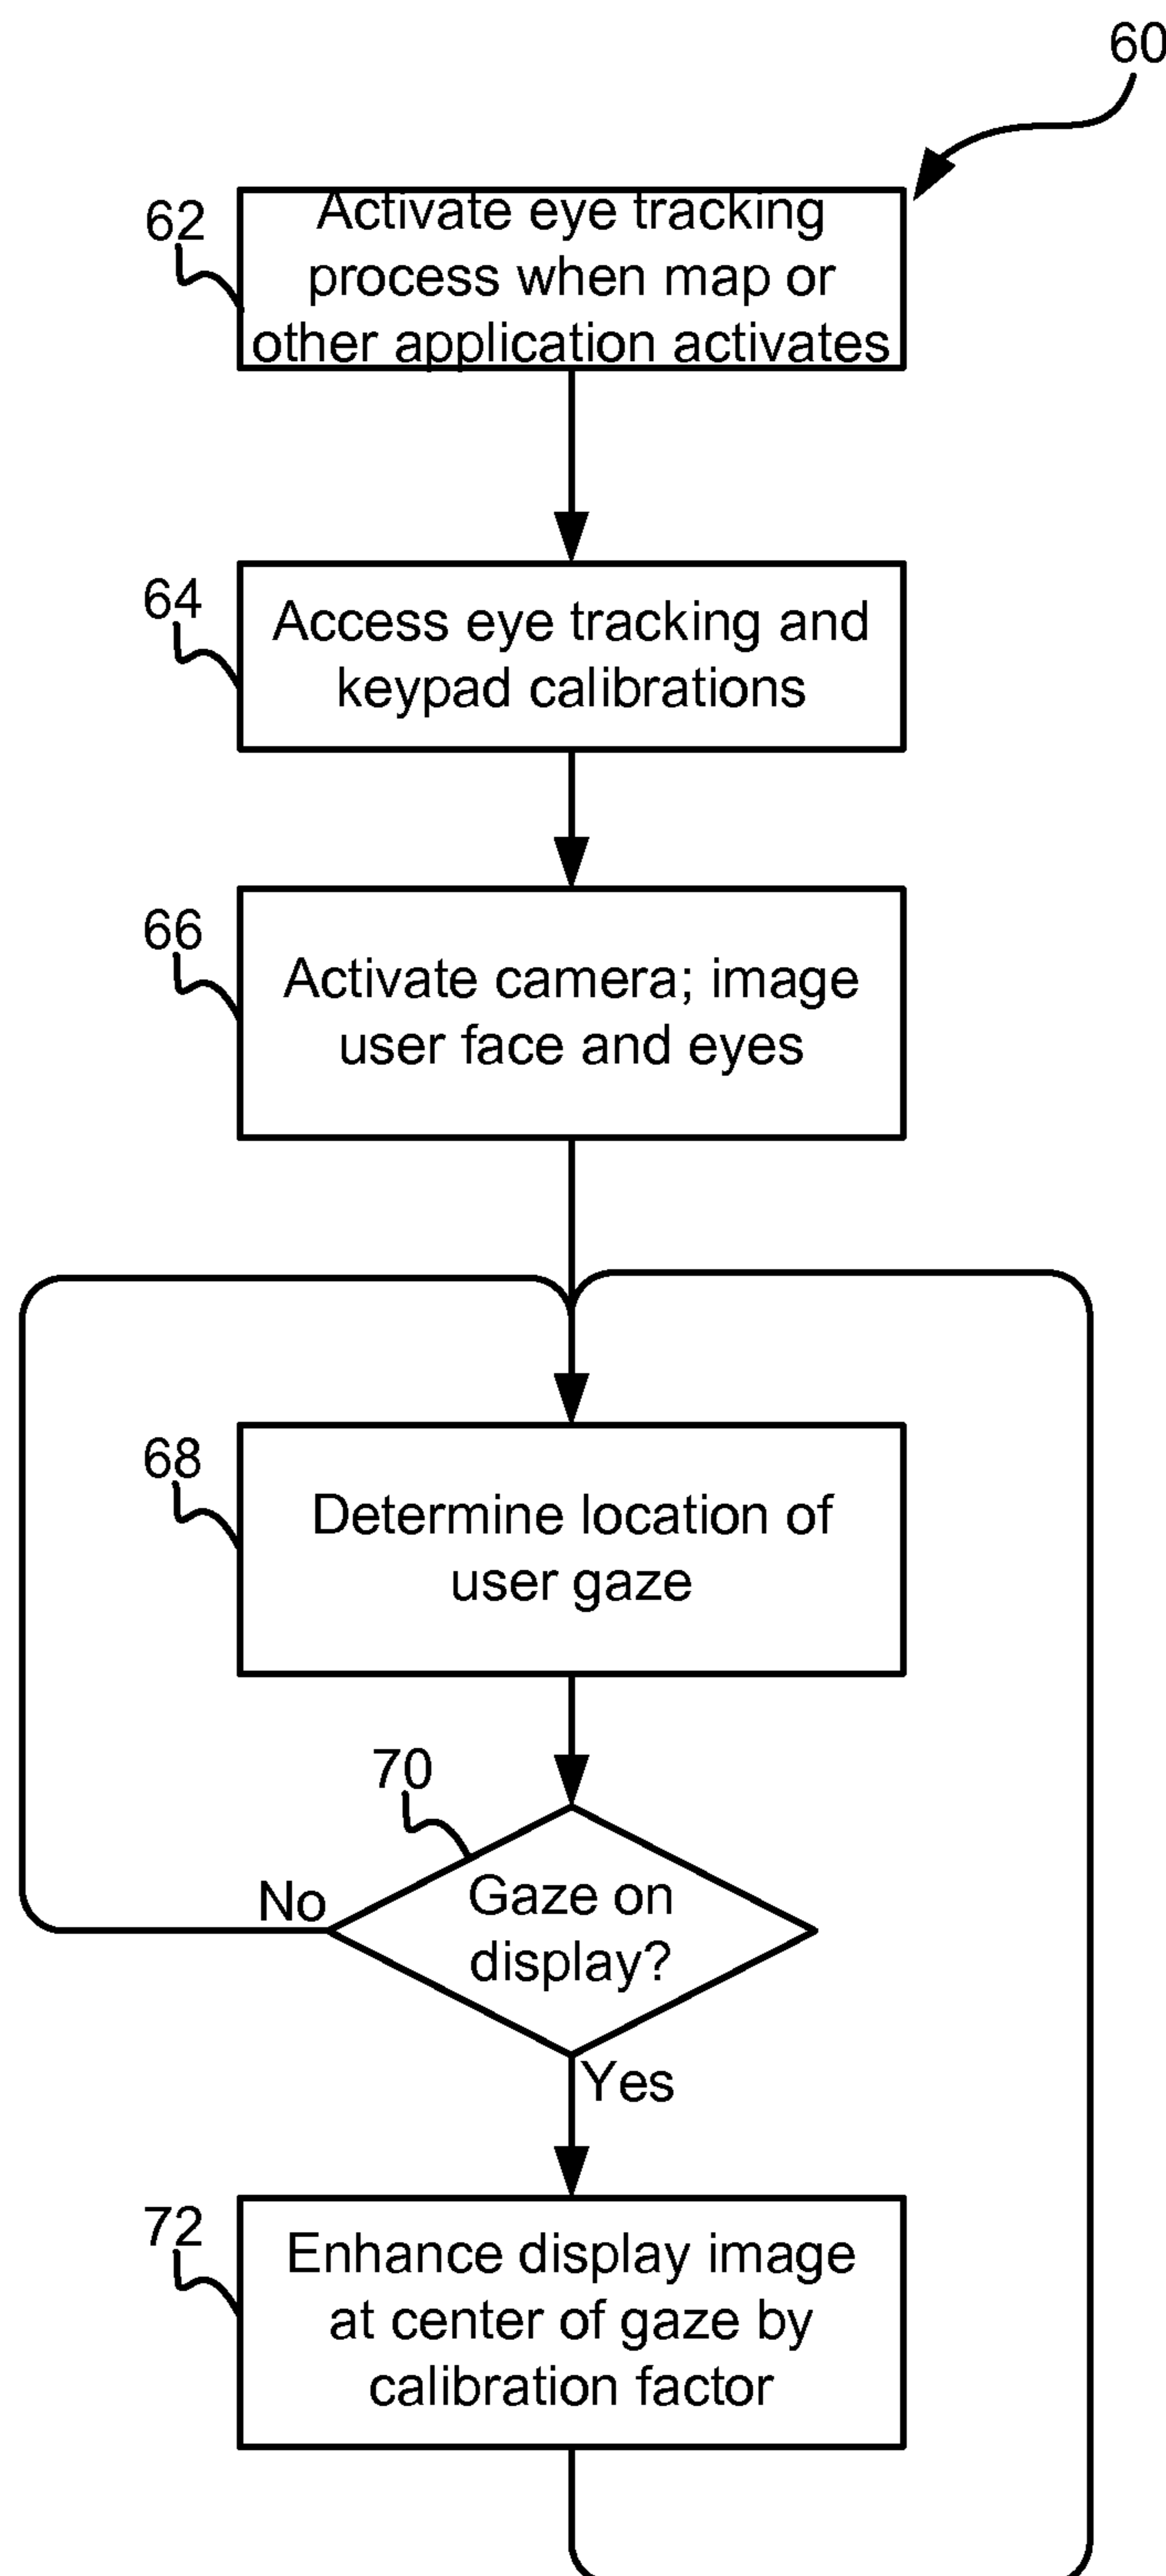 60
62
Activate eye tracking
process when map or
other application activates
64
Access eye tracking and
keypad calibrations
66
Activate camera; image
user face and eyes
68
Determine location of
user gaze
70
Gaze on
display?
No
Yes
72
Enhance display image
at center of gaze by
calibration factor